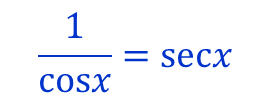 1/cosx = secx